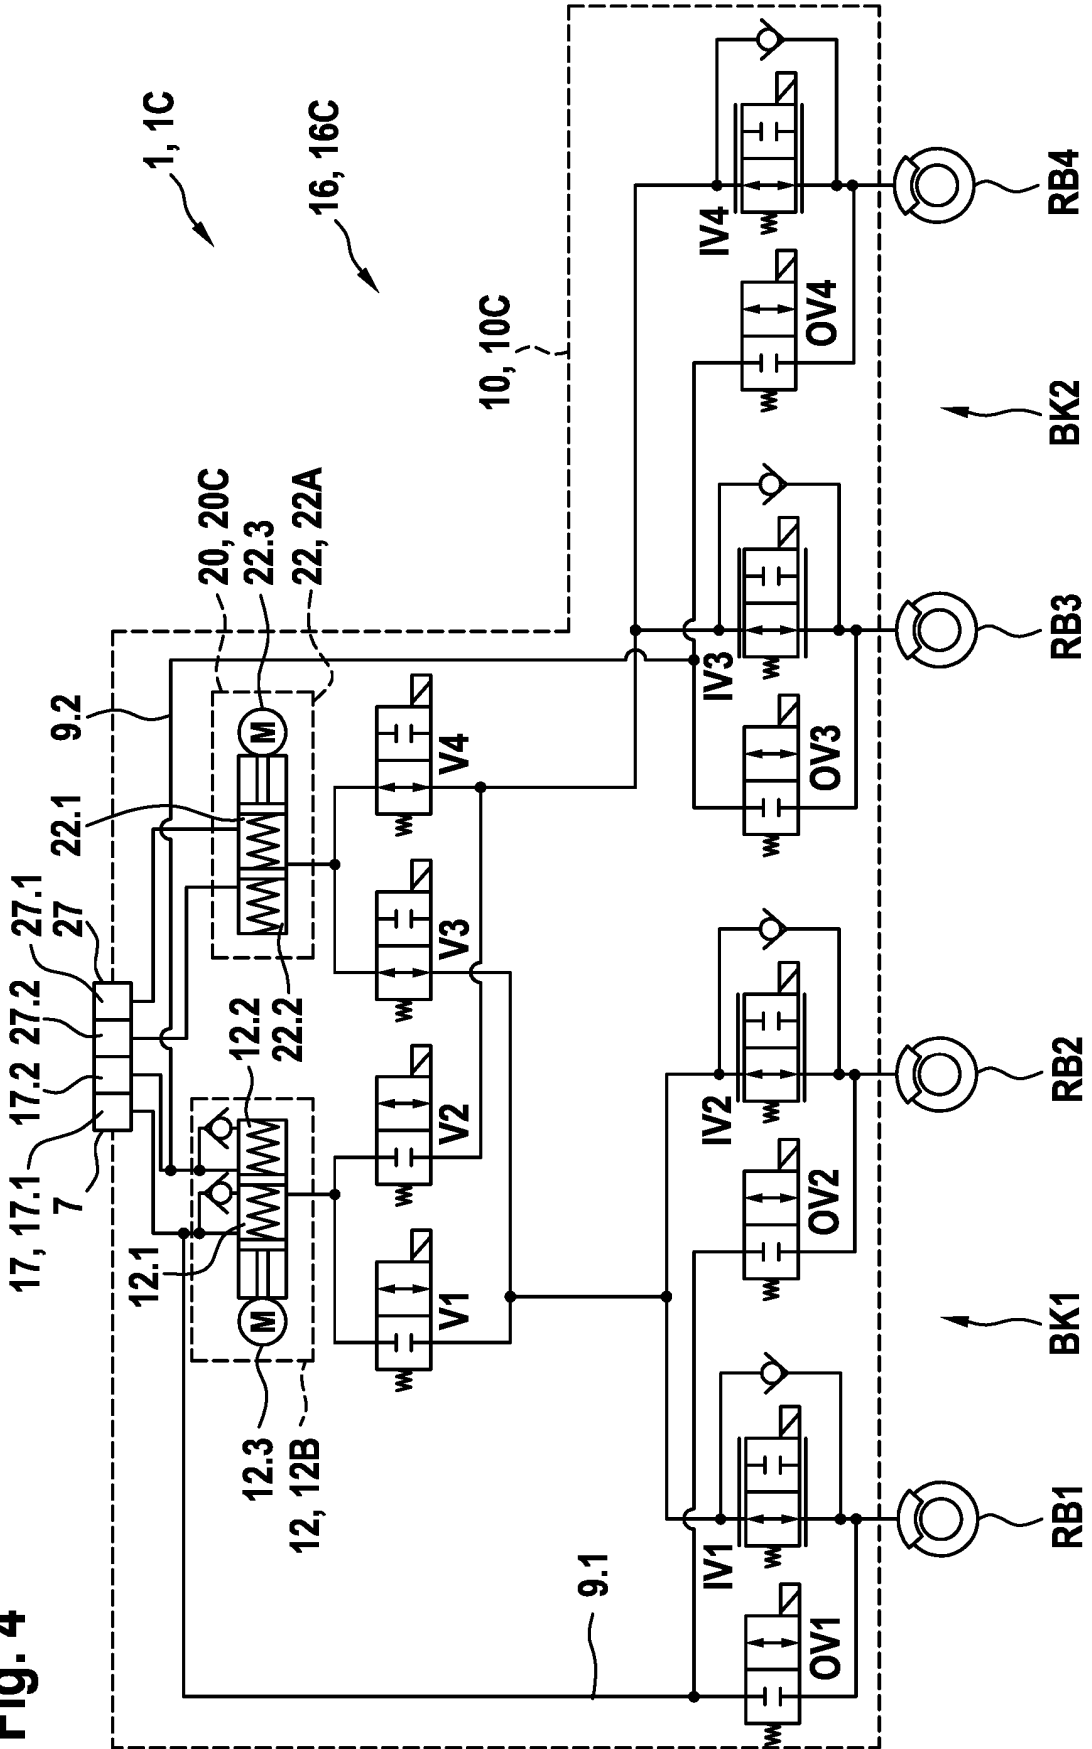 Fig. 4
1, 1C
16, 16C
10, 10C
20, 20C
22.3
22, 22A
9.2
22.1
27.1
27
27.2
17.2
17, 17.1
7
12.2
22.2
12.1
12.3
12, 12B
M
M
V1
V2
V3
V4
9.1
IV1
OV1
IV2
OV2
IV3
OV3
IV4
OV4
RB1
BK1
RB2
RB3
BK2
RB4